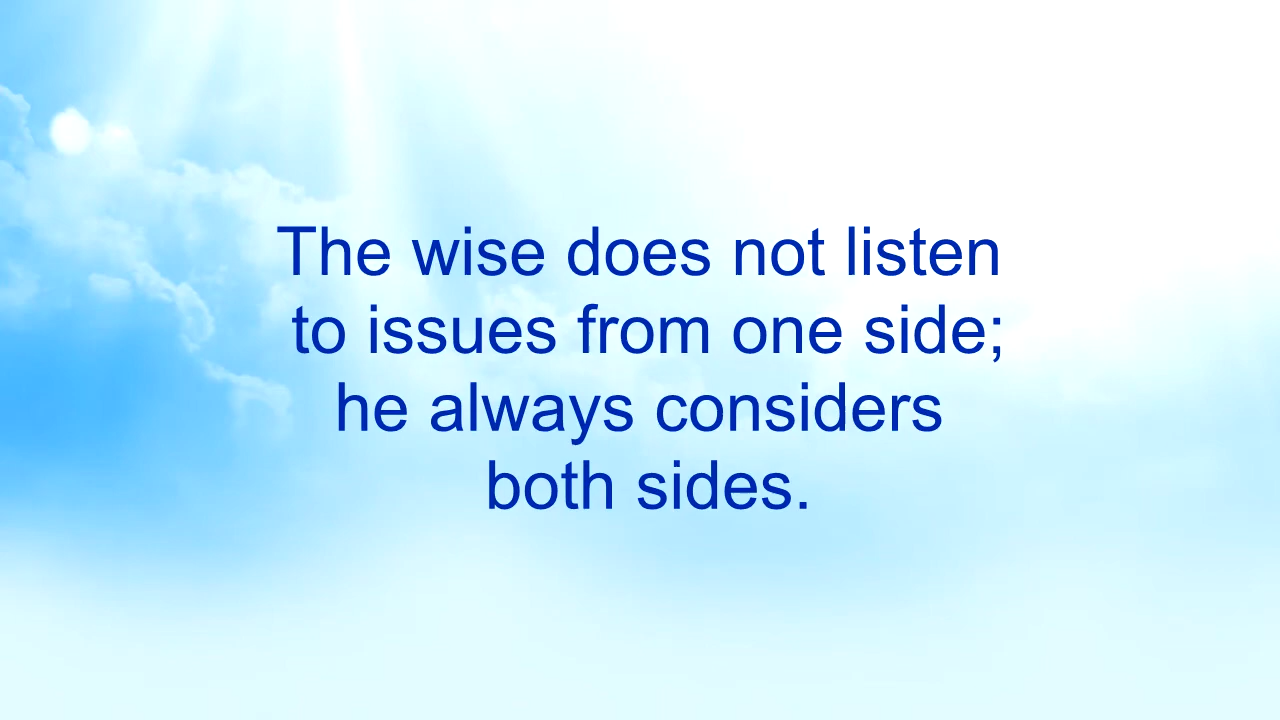 The wise does not listen
to issues from one side;
he always considers
both sides.